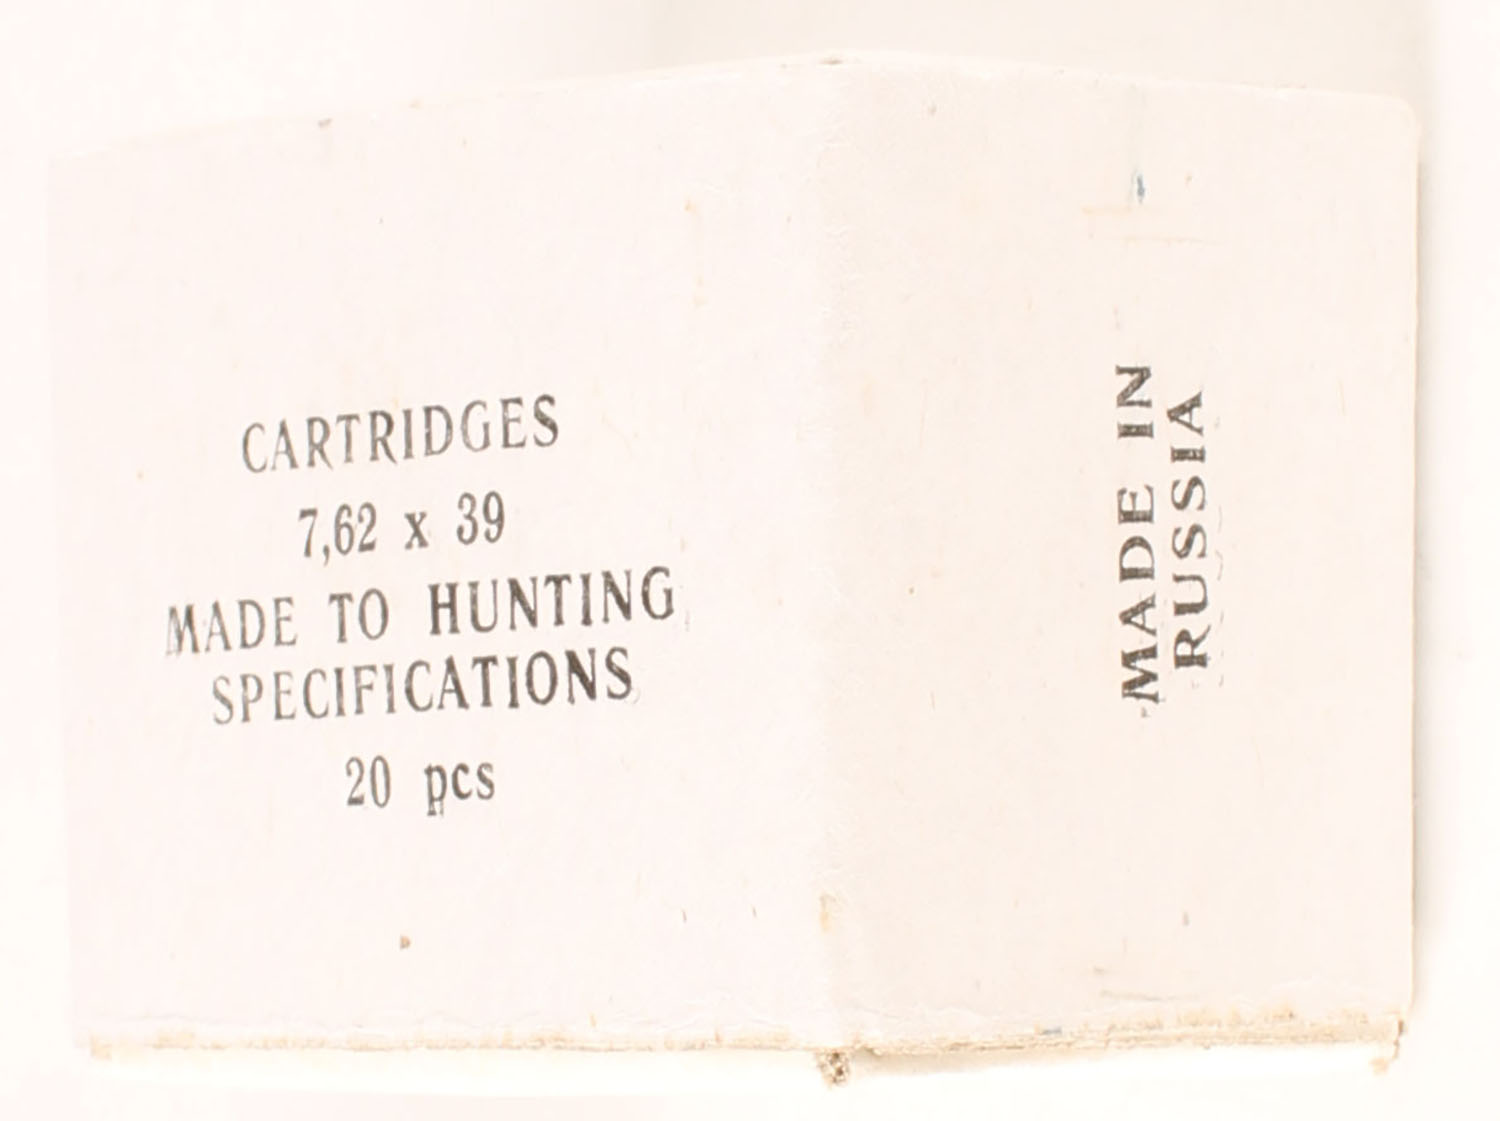 CARTRIDGES
7,62 x 39
MADE TO HUNTING
SPECIFICATIONS
20 pcs
MADE IN
RUSSIA